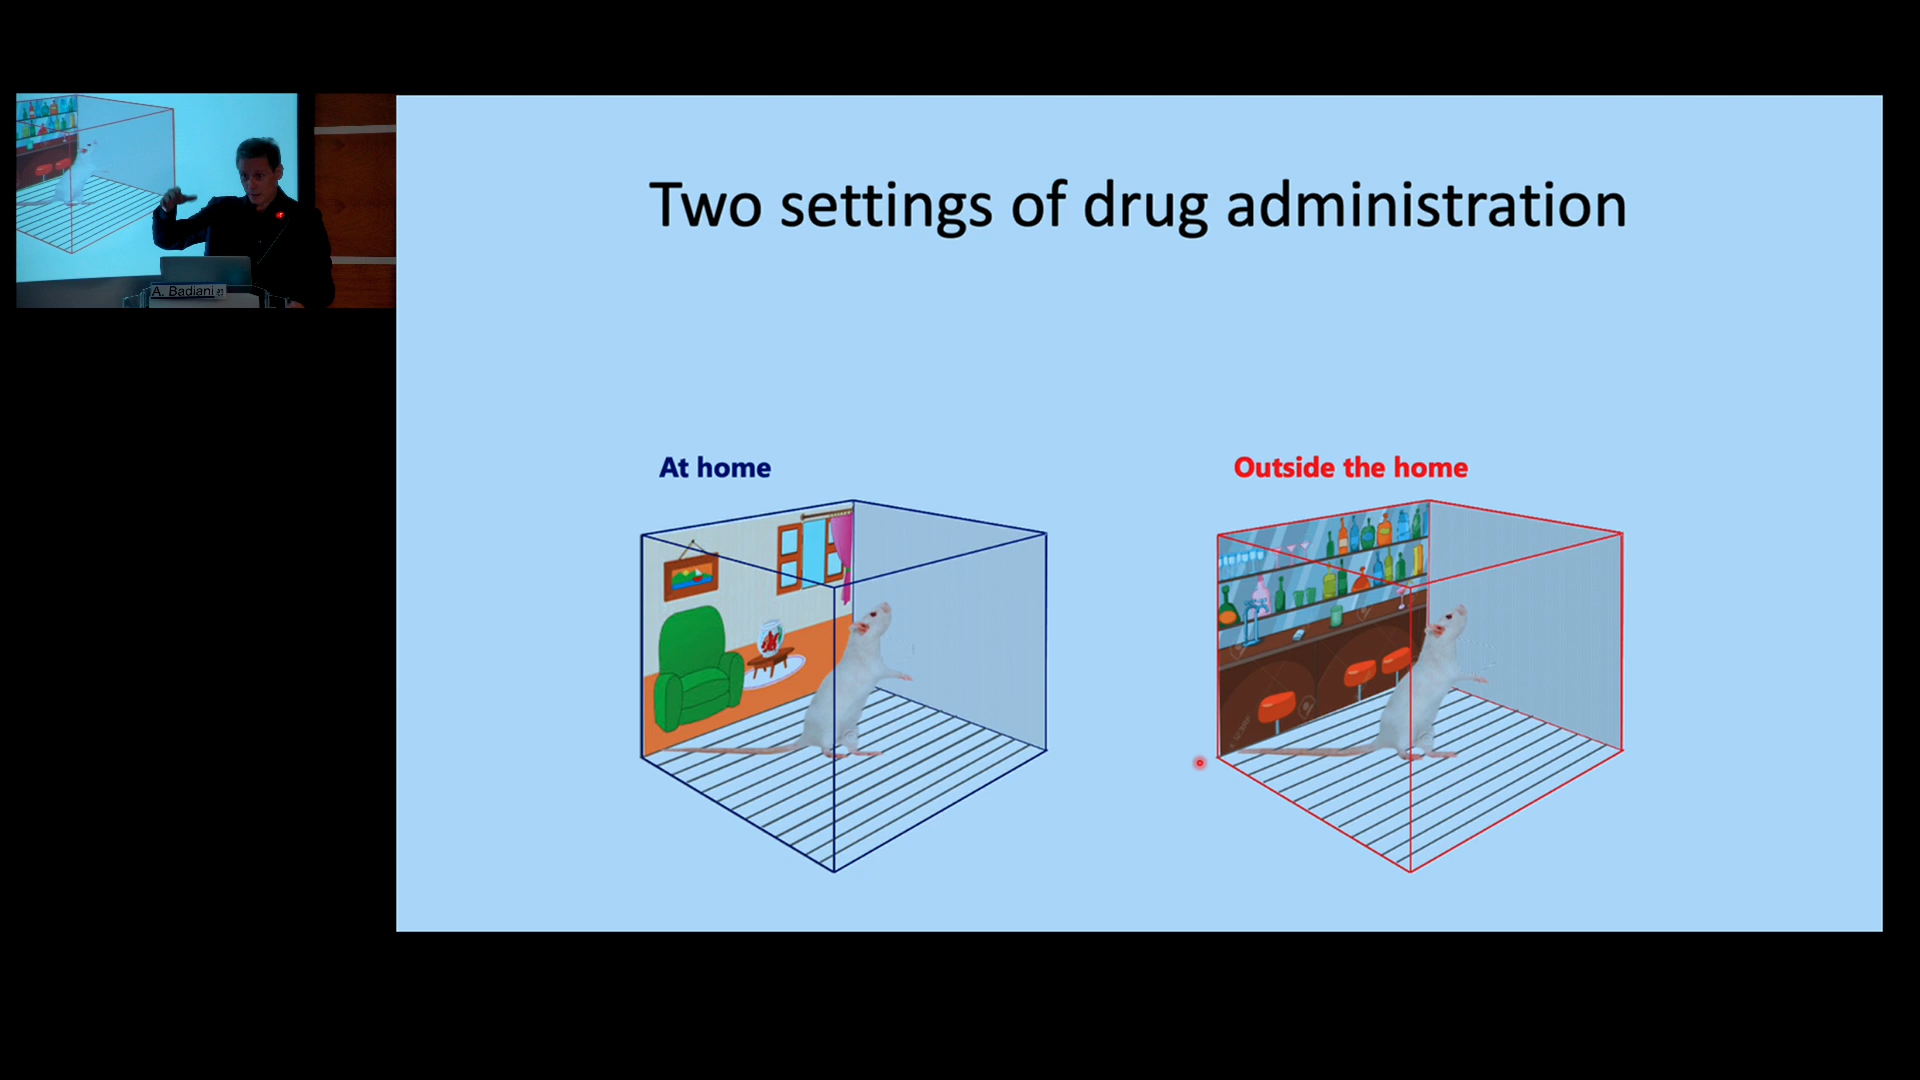 Two settings of drug administration
At home
Outside the home
A. Badiani